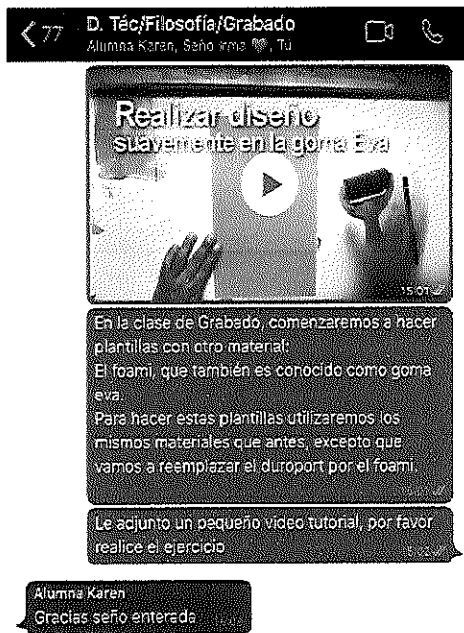 77
D. Téc/Filosofía/Grabado
Alumna Karen, Seño Irma 💖, Tú
Realizar diseño
suavemente en la goma Eva
15:01
En la clase de Grabado, comenzaremos a hacer
plantillas con otro material:
El foami, que también es conocido como goma
eva.
Para hacer estas plantillas utilizaremos los
mismos materiales que antes, excepto que
vamos a reemplazar el duroport por el foami.
Le adjunto un pequeño video tutorial, por favor
realice el ejercicio
Alumna Karen
Gracias seño enterada